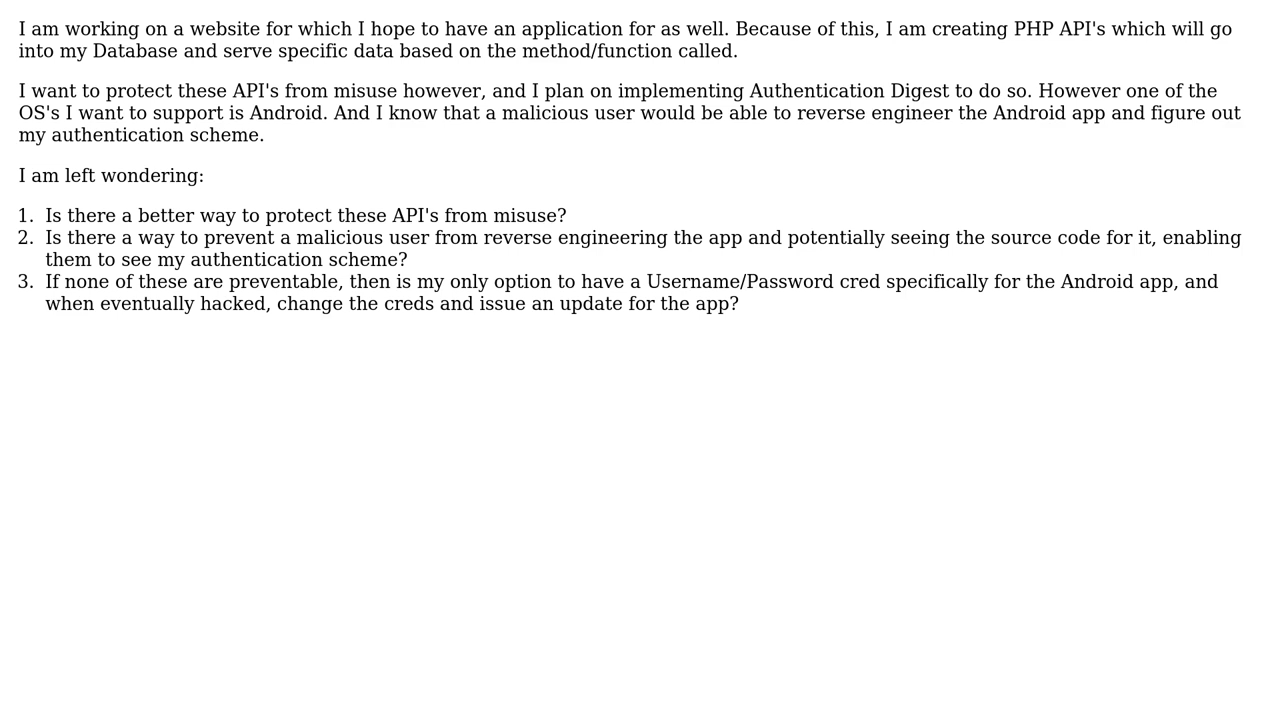 I am working on a website for which I hope to have an application for as well. Because of this, I am creating PHP API's which will go
into my Database and serve specific data based on the method/function called.
I want to protect these API's from misuse however, and I plan on implementing Authentication Digest to do so. However one of the
OS's I want to support is Android. And I know that a malicious user would be able to reverse engineer the Android app and figure out
my authentication scheme.
I am left wondering:
1. Is there a better way to protect these API's from misuse?
2. Is there a way to prevent a malicious user from reverse engineering the app and potentially seeing the source code for it, enabling
them to see my authentication scheme?
3. If none of these are preventable, then is my only option to have a Username/Password cred specifically for the Android app, and
when eventually hacked, change the creds and issue an update for the app?